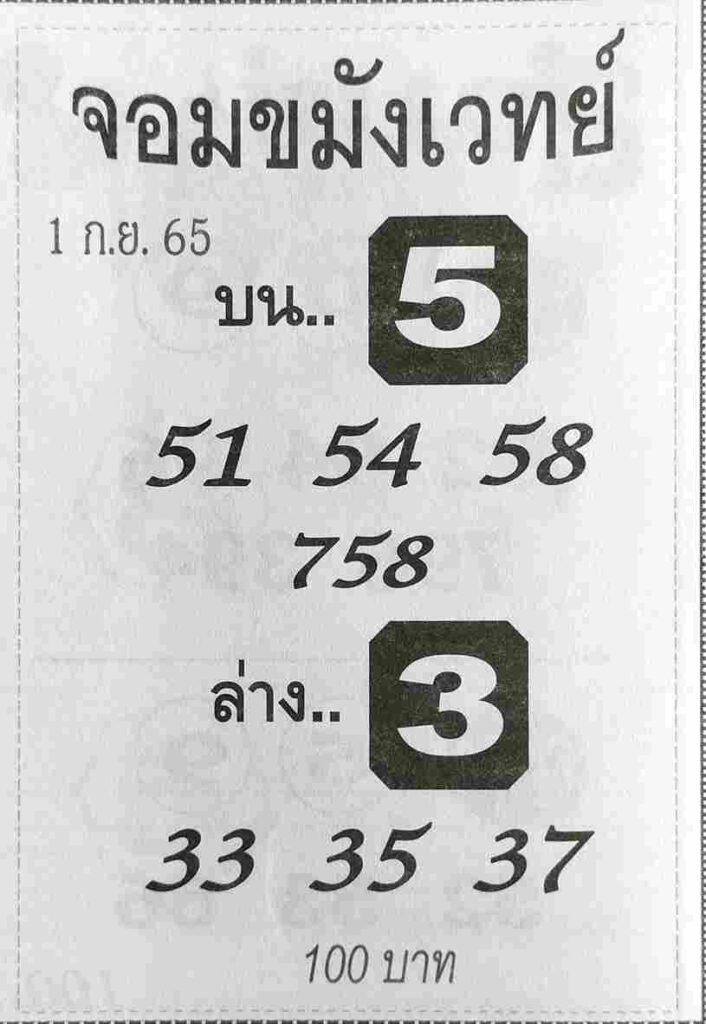 จอมขมังเวทย์
1 ก.ย. 65
บน.. 5
51 54 58
758
ล่าง.. 3
33 35 37
100 บาท